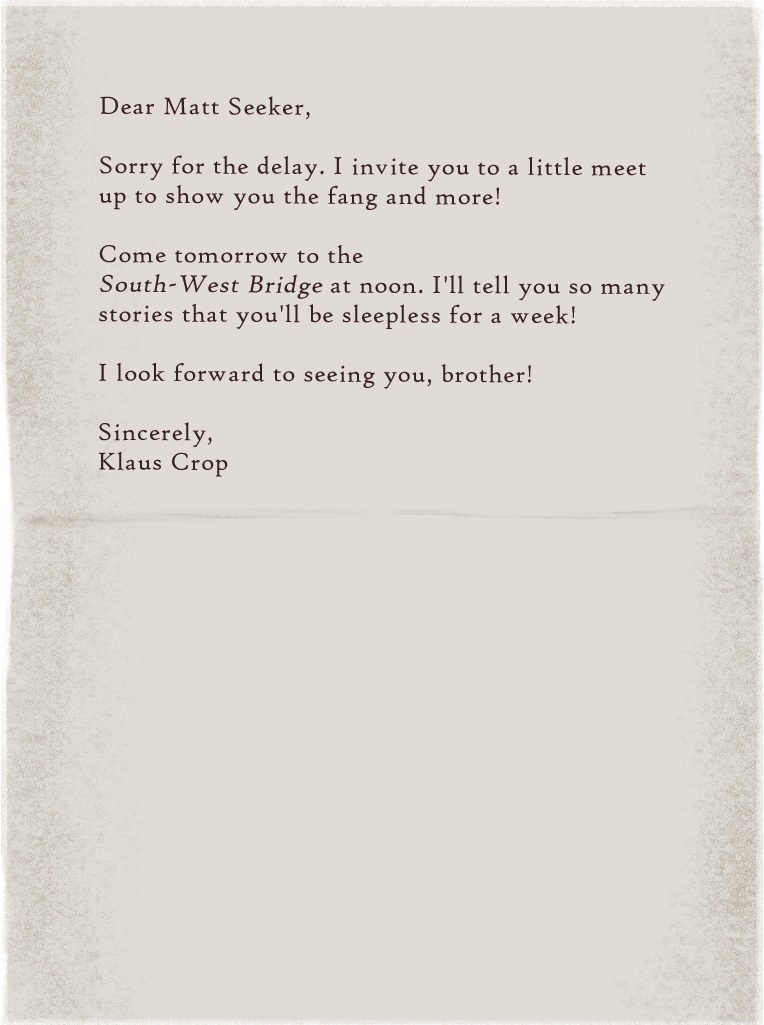 Dear Matt Seeker,
Sorry for the delay. I invite you to a little meet
up to show you the fang and more!
Come tomorrow to the
South-West Bridge at noon. I'll tell you so many
stories that you'll be sleepless for a week!
I look forward to seeing you, brother!
Sincerely,
Klaus Crop